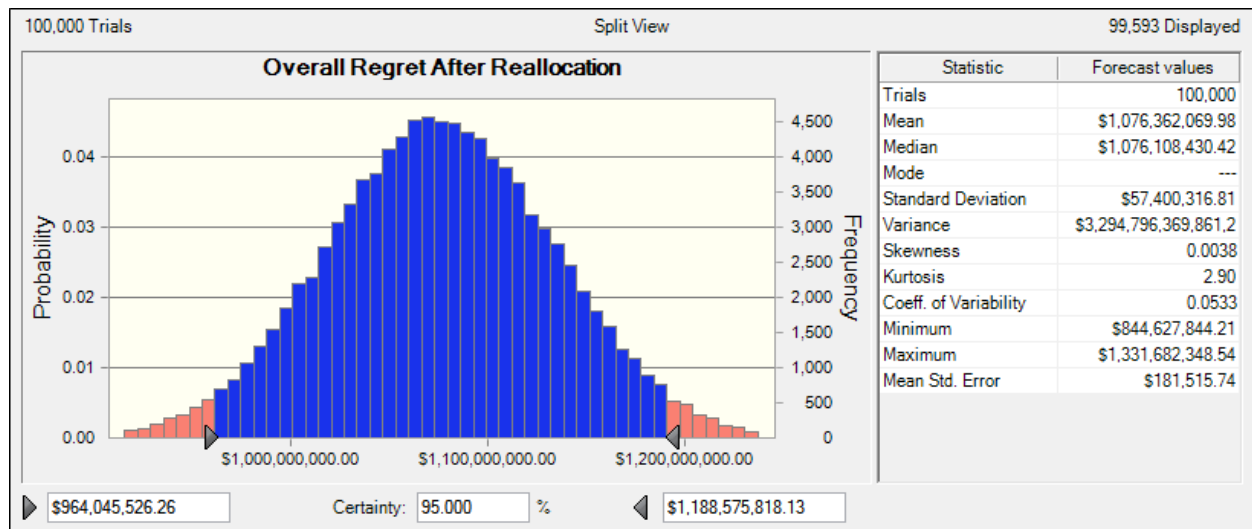 100,000 Trials Split View 99,593 Displayed
Overall Regret After Reallocation
Probability
0.04
0.03
0.02
0.01
0.00
4,500
4,000
3,500
3,000
2,500
2,000
1,500
1,000
500
0
Frequency
$1,000,000,000.00 $1,100,000,000.00 $1,200,000,000.00
Statistic Forecast values
Trials 100,000
Mean $1,076,362,069.98
Median $1,076,108,430.42
Mode ---
Standard Deviation $57,400,316.81
Variance $3,294,796,369,861,2
Skewness 0.0038
Kurtosis 2.90
Coeff. of Variability 0.0533
Minimum $844,627,844.21
Maximum $1,331,682,348.54
Mean Std. Error $181,515.74
$964,045,526.26 Certainty: 95.000 % $1,188,575,818.13